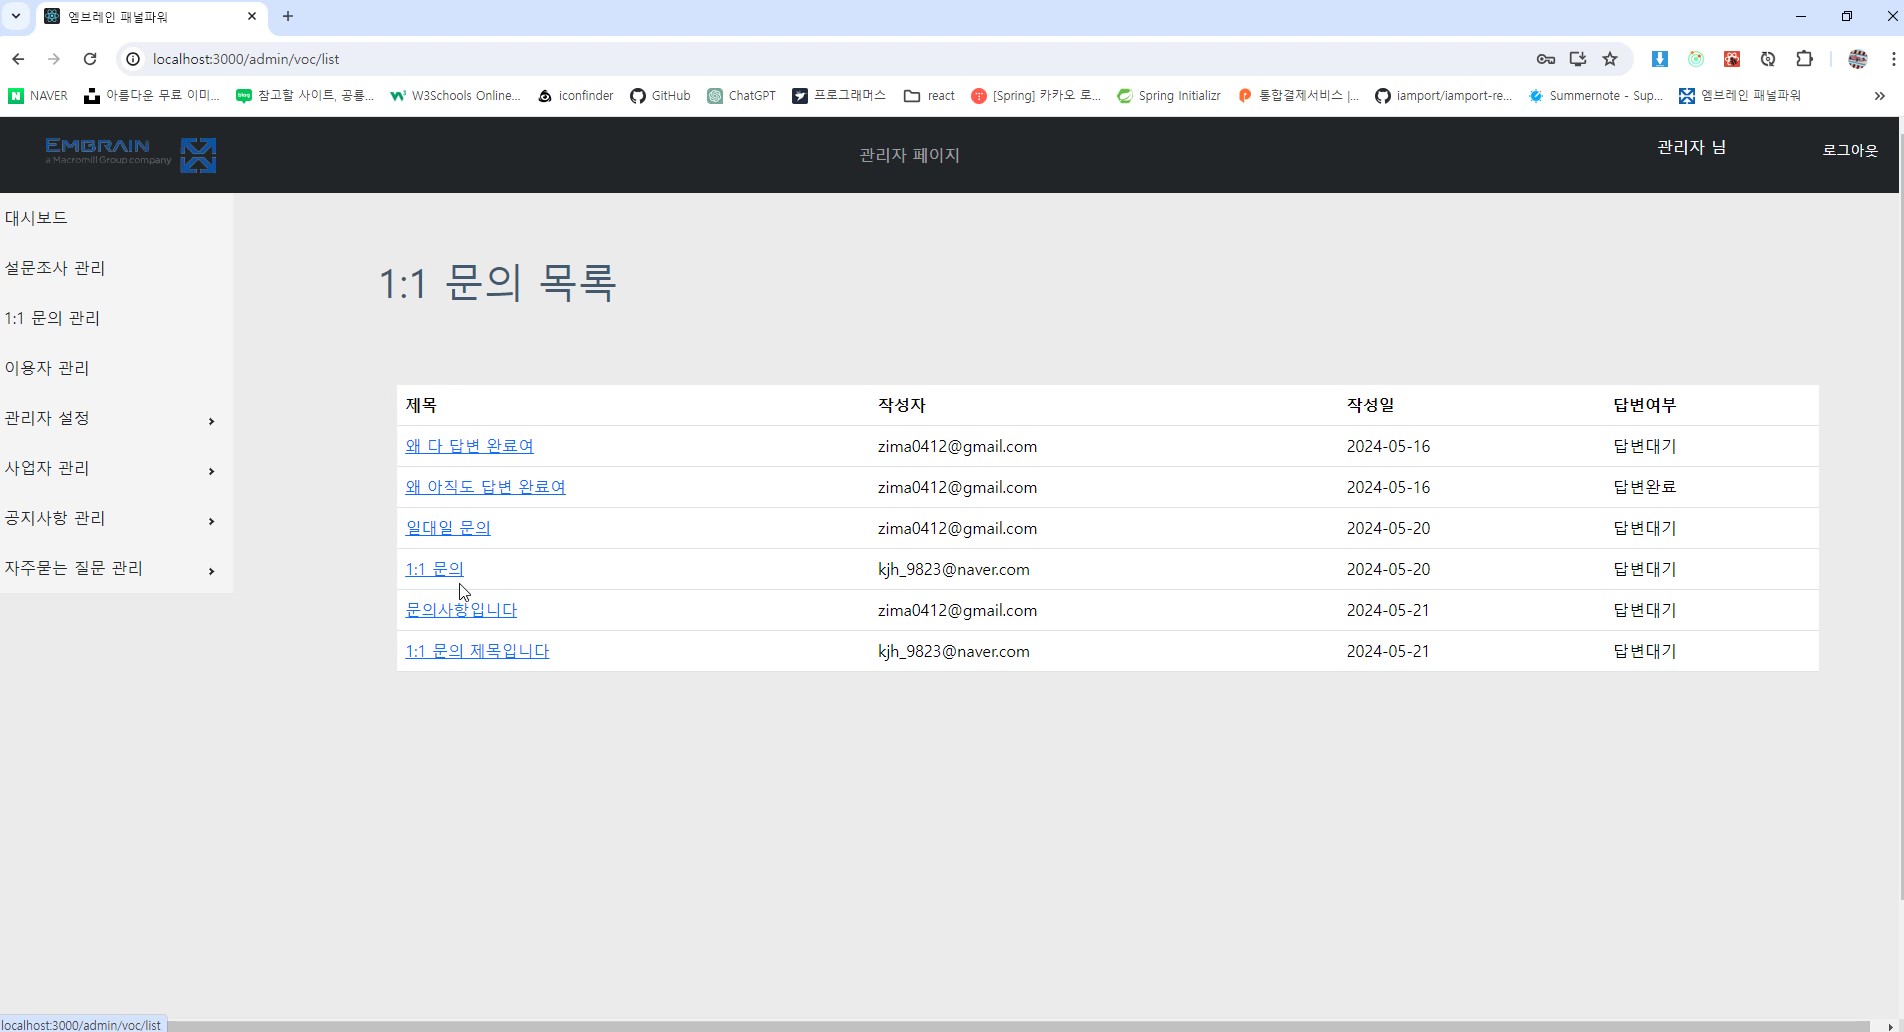 엠브레인 패널파워
localhost:3000/admin/voc/list
NAVER 아름다운 무료 이미... 참고할 사이트, 공룡... W3Schools Online... iconfinder GitHub ChatGPT 프로그래머스 react [Spring] 카카오 로... Spring Initializr 통합결제서비스 |... iamport/iamport-re... Summernote - Sup... 엠브레인 패널파워
EMBRAIN
a Macromill Group company
관리자 페이지
관리자 님
로그아웃
대시보드
설문조사 관리
1:1 문의 관리
이용자 관리
관리자 설정
사업자 관리
공지사항 관리
자주묻는 질문 관리
1:1 문의 목록
제목 작성자 작성일 답변여부
왜 다 답변 완료여 zima0412@gmail.com 2024-05-16 답변대기
왜 아직도 답변 완료여 zima0412@gmail.com 2024-05-16 답변완료
일대일 문의 zima0412@gmail.com 2024-05-20 답변대기
1:1 문의 kjh_9823@naver.com 2024-05-20 답변대기
문의사항입니다 zima0412@gmail.com 2024-05-21 답변대기
1:1 문의 제목입니다 kjh_9823@naver.com 2024-05-21 답변대기
localhost:3000/admin/voc/list